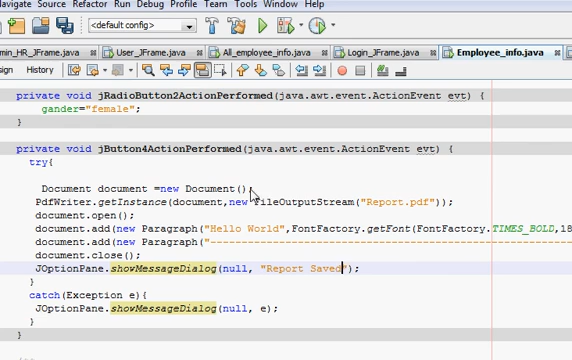 Navigate Source Refactor Run Debug Profile Team Tools Window Help
<default config>
min_HR_JFrame.java User_JFrame.java All_employee_info.java Login_JFrame.java Employee_info.java
sign History
private void jRadioButton2ActionPerformed(java.awt.event.ActionEvent evt) {
gander="female";
}
private void jButton4ActionPerformed(java.awt.event.ActionEvent evt) {
try{
Document document =new Document();
PdfWriter.getInstance(document,new FileOutputStream("Report.pdf"));
document.open();
document.add(new Paragraph("Hello World",FontFactory.getFont(FontFactory.TIMES_BOLD,18
document.add(new Paragraph("------------------------------------------------------------
document.close();
JOptionPane.showMessageDialog(null, "Report Saved");
}
catch(Exception e){
JOptionPane.showMessageDialog(null, e);
}
}